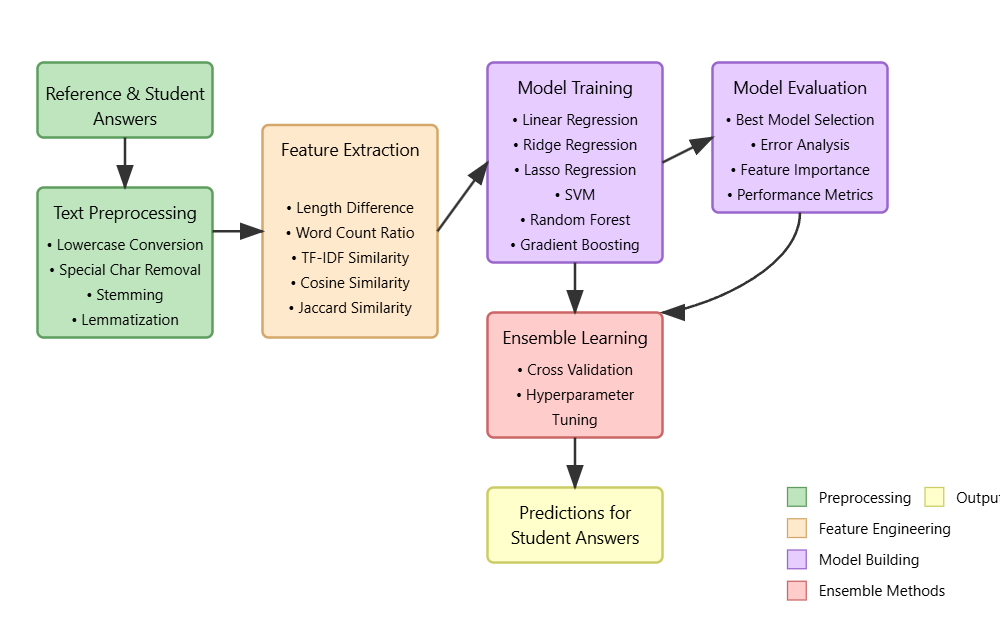 Reference & Student
Answers
Text Preprocessing
• Lowercase Conversion
• Special Char Removal
• Stemming
• Lemmatization
Feature Extraction
• Length Difference
• Word Count Ratio
• TF-IDF Similarity
• Cosine Similarity
• Jaccard Similarity
Model Training
• Linear Regression
• Ridge Regression
• Lasso Regression
• SVM
• Random Forest
• Gradient Boosting
Model Evaluation
• Best Model Selection
• Error Analysis
• Feature Importance
• Performance Metrics
Ensemble Learning
• Cross Validation
• Hyperparameter
Tuning
Predictions for
Student Answers
Preprocessing
Output
Feature Engineering
Model Building
Ensemble Methods